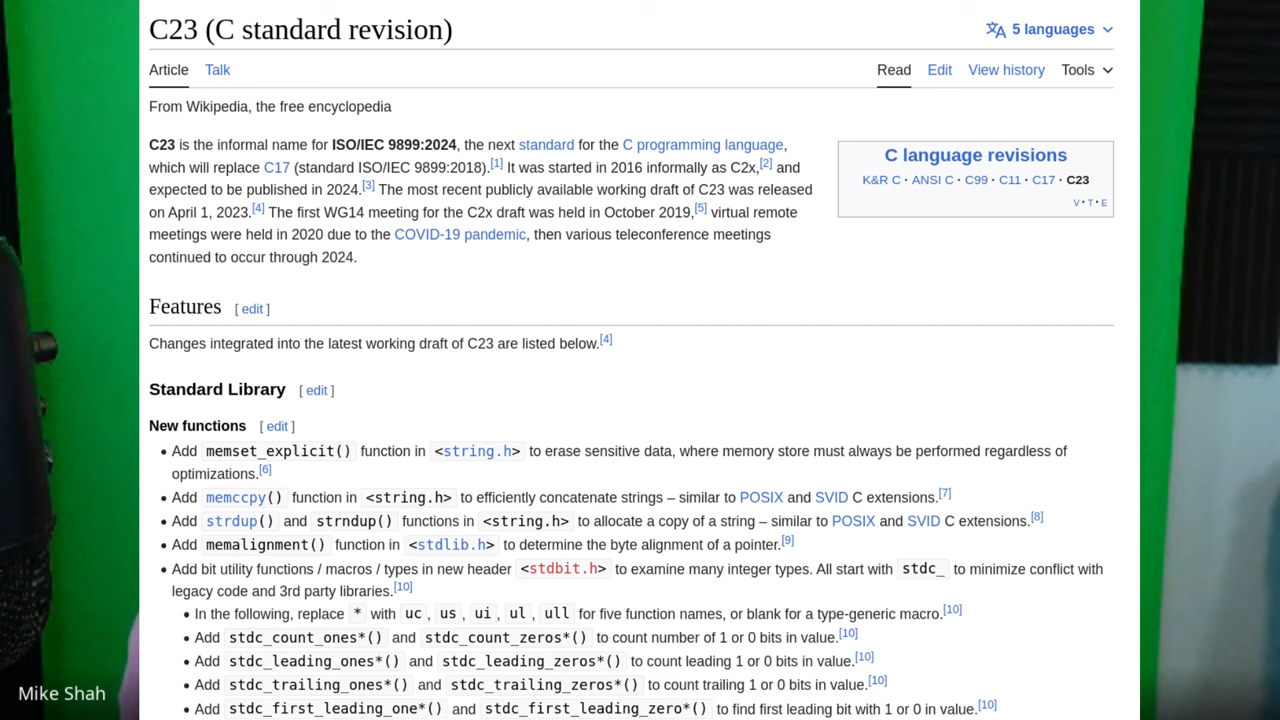 C23 (C standard revision)
5 languages
Article Talk Read Edit View history Tools
From Wikipedia, the free encyclopedia
C23 is the informal name for ISO/IEC 9899:2024, the next standard for the C programming language,
which will replace C17 (standard ISO/IEC 9899:2018).[1] It was started in 2016 informally as C2x,[2] and
expected to be published in 2024.[3] The most recent publicly available working draft of C23 was released
on April 1, 2023.[4] The first WG14 meeting for the C2x draft was held in October 2019,[5] virtual remote
meetings were held in 2020 due to the COVID-19 pandemic, then various teleconference meetings
continued to occur through 2024.
C language revisions
K&R C · ANSI C · C99 · C11 · C17 · C23
V · T · E
Features [ edit ]
Changes integrated into the latest working draft of C23 are listed below.[4]
Standard Library [ edit ]
New functions [ edit ]
• Add memset_explicit() function in <string.h> to erase sensitive data, where memory store must always be performed regardless of
optimizations.[6]
• Add memccpy() function in <string.h> to efficiently concatenate strings – similar to POSIX and SVID C extensions.[7]
• Add strdup() and strndup() functions in <string.h> to allocate a copy of a string – similar to POSIX and SVID C extensions.[8]
• Add memalignment() function in <stdlib.h> to determine the byte alignment of a pointer.[9]
• Add bit utility functions / macros / types in new header <stdbit.h> to examine many integer types. All start with stdc_ to minimize conflict with
legacy code and 3rd party libraries.[10]
• In the following, replace * with uc, us, ui, ul, ull for five function names, or blank for a type-generic macro.[10]
• Add stdc_count_ones*() and stdc_count_zeros*() to count number of 1 or 0 bits in value.[10]
• Add stdc_leading_ones*() and stdc_leading_zeros*() to count leading 1 or 0 bits in value.[10]
• Add stdc_trailing_ones*() and stdc_trailing_zeros*() to count trailing 1 or 0 bits in value.[10]
• Add stdc_first_leading_one*() and stdc_first_leading_zero*() to find first leading bit with 1 or 0 in value.[10]
Mike Shah